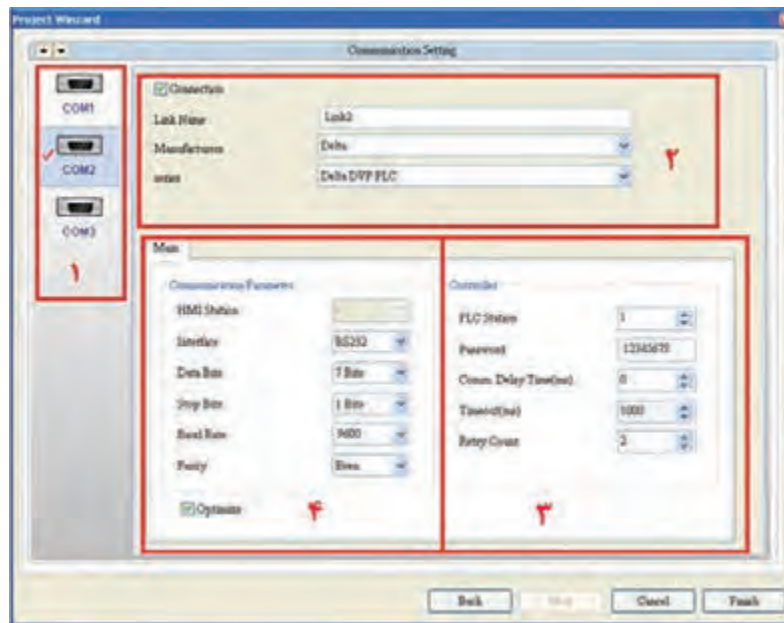 Project Winzard
Communication Setting
COM1
COM2
COM3
۱
Connection
Link Name Link2
Manufacturer Delta
series Delta DVP PLC
۲
Main
Communication Parameter
HMI Station
Interface RS232
Data Bits 7 Bits
Stop Bits 1 Bits
Baud Rate 9600
Parity Even
Optimize
۴
Controller
PLC Station 1
Password 12345678
Comm. Delay Time(ms) 0
Timeout(ms) 1000
Retry Count 2
۳
Back Cancel Finish